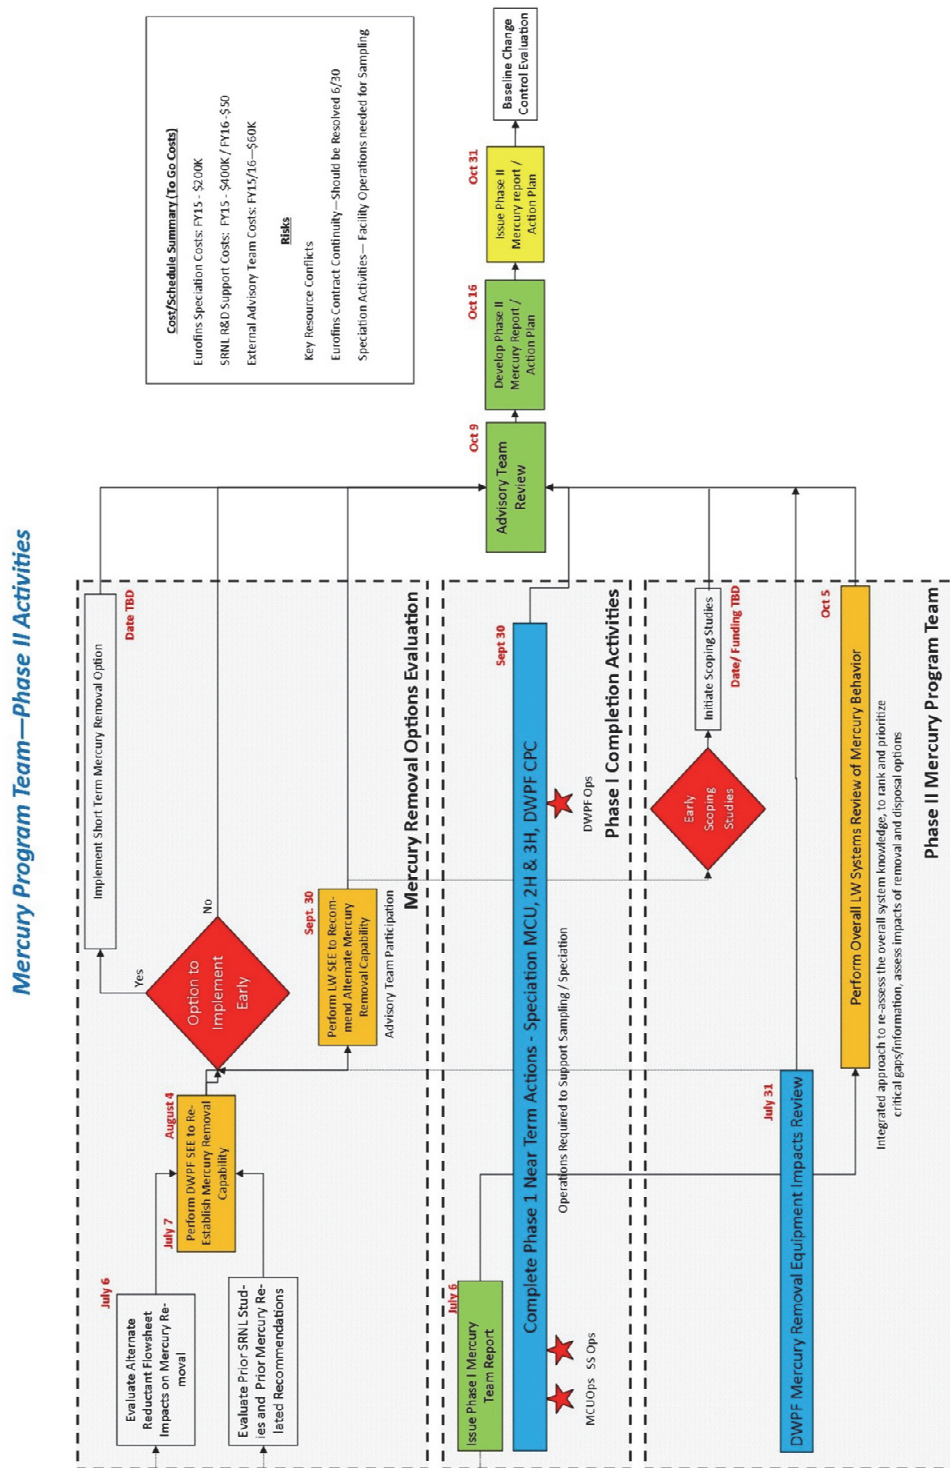 Mercury Program Team—Phase II Activities
July 6
Evaluate Alternate
Reductant Flowsheet
Impacts on Mercury Re-
moval
Evaluate Prior SRNL Stud-
ies and Prior Mercury Re-
lated Recommendations
July 7
August 4
Perform DWPF SEE to Re-
Establish Mercury Removal
Capability
Option to
Implement
Early
Yes
No
Implement Short Term Mercury Removal Option
Date TBD
Sept. 30
Perform LW SEE to Recom-
mend Alternate Mercury
Removal Capability
Advisory Team Participation
Mercury Removal Options Evaluation
July 6
Issue Phase I Mercury
Team Report
Sept 30
Complete Phase 1 Near Term Actions - Speciation MCU, 2H & 3H, DWPF CPC
MCUOps
SS Ops
Operations Required to Support Sampling / Speciation
DWPF Ops
Phase I Completion Activities
Early
Scoping
Studies
Initiate Scoping Studies
Date/ Funding TBD
July 31
DWPF Mercury Removal Equipment Impacts Review
Oct 5
Perform Overall LW Systems Review of Mercury Behavior
Integrated approach to re-assess the overall system knowledge, to rank and prioritize
critical gaps/information, assess impacts of removal and disposal options
Phase II Mercury Program Team
Oct 9
Advisory Team
Review
Oct 16
Develop Phase II
Mercury Report /
Action Plan
Oct 31
Issue Phase II
Mercury report /
Action Plan
Baseline Change
Control Evaluation
Cost/Schedule Summary (To Go Costs)
Eurofins Speciation Costs: FY15 - $200K
SRNL R&D Support Costs: FY15 - $400K / FY16 -$50
External Advisory Team Costs: FY15/16—$60K
Risks
Key Resource Conflicts
Eurofins Contract Continuity—Should be Resolved 6/30
Speciation Activities— Facility Operations needed for Sampling